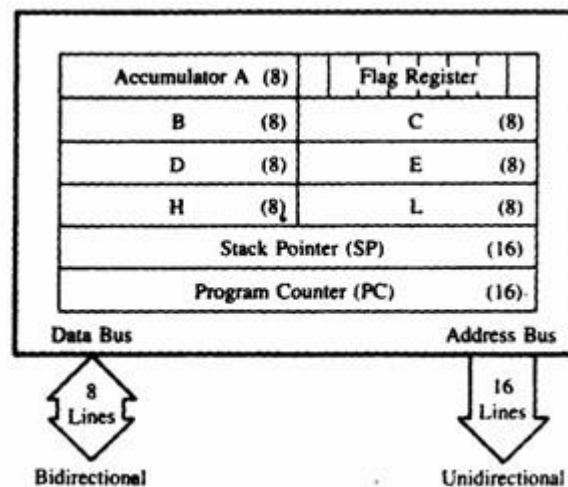 Accumulator A (8) Flag Register
B (8) C (8)
D (8) E (8)
H (8) L (8)
Stack Pointer (SP) (16)
Program Counter (PC) (16)
Data Bus Address Bus
8 16
Lines Lines
Bidirectional Unidirectional